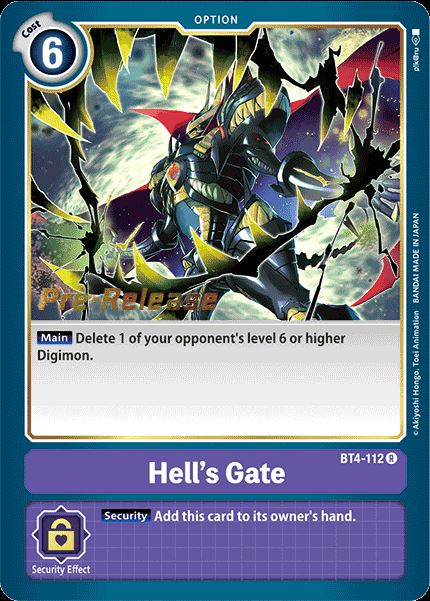 OPTION
Cost
6
p!k@ru
Pre-Release
Main Delete 1 of your opponent's level 6 or higher
Digimon.
© Akiyoshi Hongo, Toei Animation BANDAI MADE IN JAPAN
BT4-112 R
Hell's Gate
Security Add this card to its owner's hand.
Security Effect